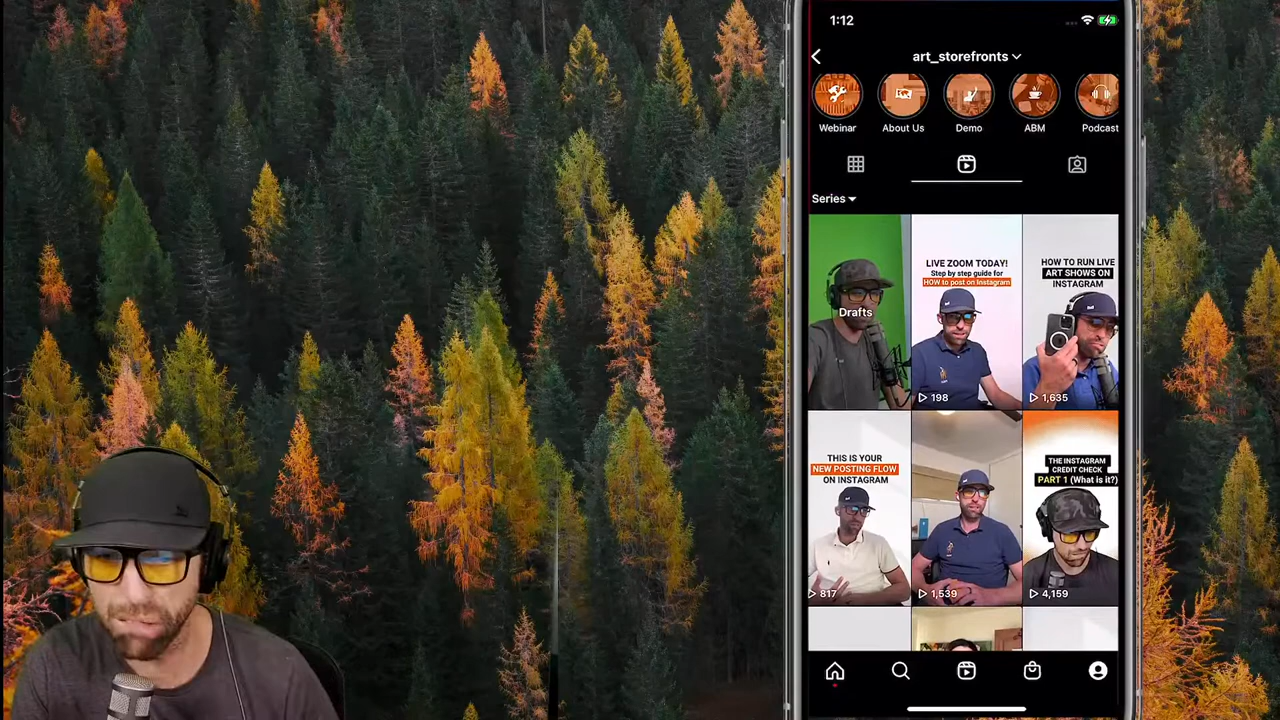 1:12
art_storefronts
Webinar
About Us
Demo
ABM
Podcast
Series
Drafts
LIVE ZOOM TODAY!
Step by step guide for
HOW to post on Instagram
198
HOW TO RUN LIVE
ART SHOWS ON
INSTAGRAM
1,635
THIS IS YOUR
NEW POSTING FLOW
ON INSTAGRAM
817
1,539
THE INSTAGRAM
CREDIT CHECK
PART 1 (What is it?)
4,159